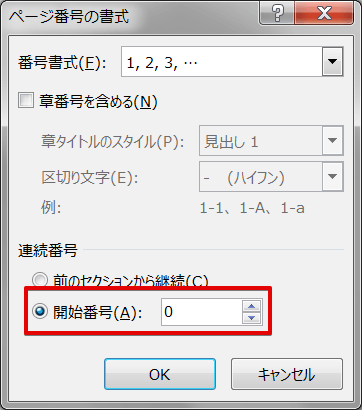 ページ番号の書式
?
番号書式(F): 1, 2, 3, …
章番号を含める(N)
章タイトルのスタイル(P): 見出し 1
区切り文字(E): - (ハイフン)
例: 1-1、1-A、1-a
連続番号
前のセクションから継続(C)
開始番号(A): 0
OK キャンセル